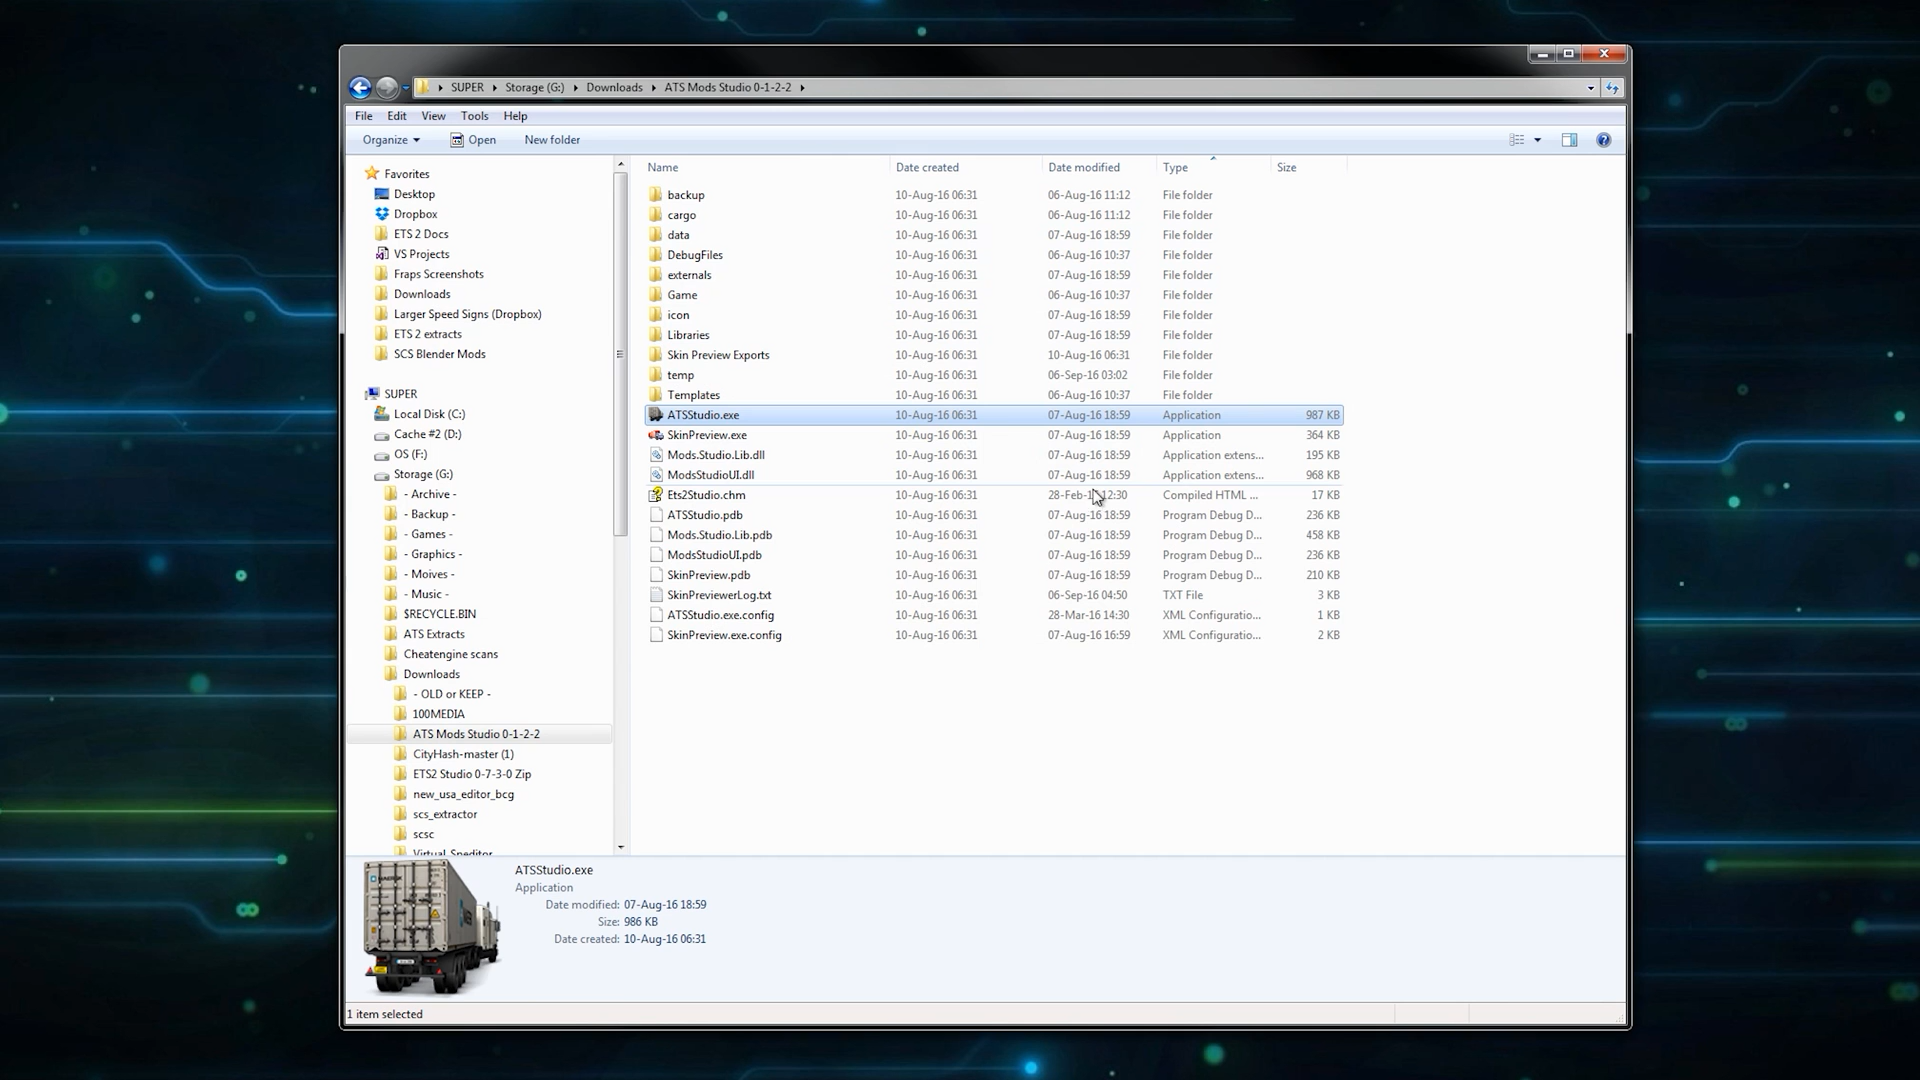 SUPER Storage (G:) Downloads ATS Mods Studio 0-1-2-2
File Edit View Tools Help
Organize Open New folder
Name Date created Date modified Type Size
Favorites
Desktop
Dropbox
ETS 2 Docs
VS Projects
Fraps Screenshots
Downloads
Larger Speed Signs (Dropbox)
ETS 2 extracts
SCS Blender Mods
SUPER
Local Disk (C:)
Cache #2 (D:)
OS (F:)
Storage (G:)
- Archive -
- Backup -
- Games -
- Graphics -
- Moives -
- Music -
$RECYCLE.BIN
ATS Extracts
Cheatengine scans
Downloads
- OLD or KEEP -
100MEDIA
ATS Mods Studio 0-1-2-2
CityHash-master (1)
ETS2 Studio 0-7-3-0 Zip
new_usa_editor_bcg
scs_extractor
scsc
Virtual Speditor
backup 10-Aug-16 06:31 06-Aug-16 11:12 File folder
cargo 10-Aug-16 06:31 06-Aug-16 11:12 File folder
data 10-Aug-16 06:31 07-Aug-16 18:59 File folder
DebugFiles 10-Aug-16 06:31 06-Aug-16 10:37 File folder
externals 10-Aug-16 06:31 07-Aug-16 18:59 File folder
Game 10-Aug-16 06:31 06-Aug-16 10:37 File folder
icon 10-Aug-16 06:31 07-Aug-16 18:59 File folder
Libraries 10-Aug-16 06:31 07-Aug-16 18:59 File folder
Skin Preview Exports 10-Aug-16 06:31 10-Aug-16 06:31 File folder
temp 10-Aug-16 06:31 06-Sep-16 03:02 File folder
Templates 10-Aug-16 06:31 06-Aug-16 10:37 File folder
ATSStudio.exe 10-Aug-16 06:31 07-Aug-16 18:59 Application 987 KB
SkinPreview.exe 10-Aug-16 06:31 07-Aug-16 18:59 Application 364 KB
Mods.Studio.Lib.dll 10-Aug-16 06:31 07-Aug-16 18:59 Application extens... 195 KB
ModsStudioUI.dll 10-Aug-16 06:31 07-Aug-16 18:59 Application extens... 968 KB
Ets2Studio.chm 10-Aug-16 06:31 28-Feb-1 12:30 Compiled HTML ... 17 KB
ATSStudio.pdb 10-Aug-16 06:31 07-Aug-16 18:59 Program Debug D... 236 KB
Mods.Studio.Lib.pdb 10-Aug-16 06:31 07-Aug-16 18:59 Program Debug D... 458 KB
ModsStudioUI.pdb 10-Aug-16 06:31 07-Aug-16 18:59 Program Debug D... 236 KB
SkinPreview.pdb 10-Aug-16 06:31 07-Aug-16 18:59 Program Debug D... 210 KB
SkinPreviewerLog.txt 10-Aug-16 06:31 06-Sep-16 04:50 TXT File 3 KB
ATSStudio.exe.config 10-Aug-16 06:31 28-Mar-16 14:30 XML Configuratio... 1 KB
SkinPreview.exe.config 10-Aug-16 06:31 07-Aug-16 16:59 XML Configuratio... 2 KB
ATSStudio.exe
Application
Date modified: 07-Aug-16 18:59
Size: 986 KB
Date created: 10-Aug-16 06:31
1 item selected